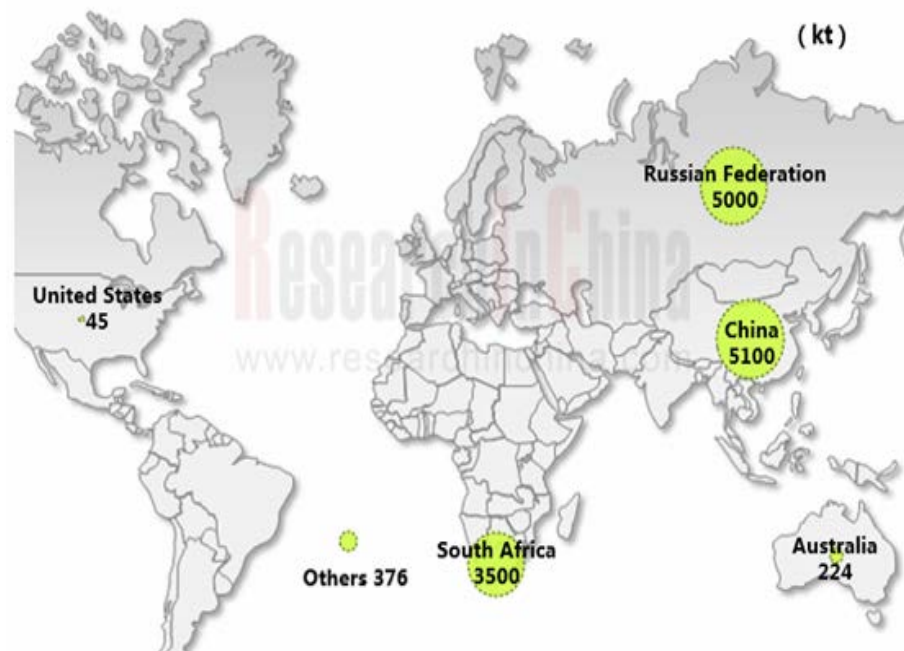 ( kt )
Russian Federation
5000
ResearchInChina
www.researchinchina.com
United States
45
China
5100
South Africa
3500
Others 376
Australia
224